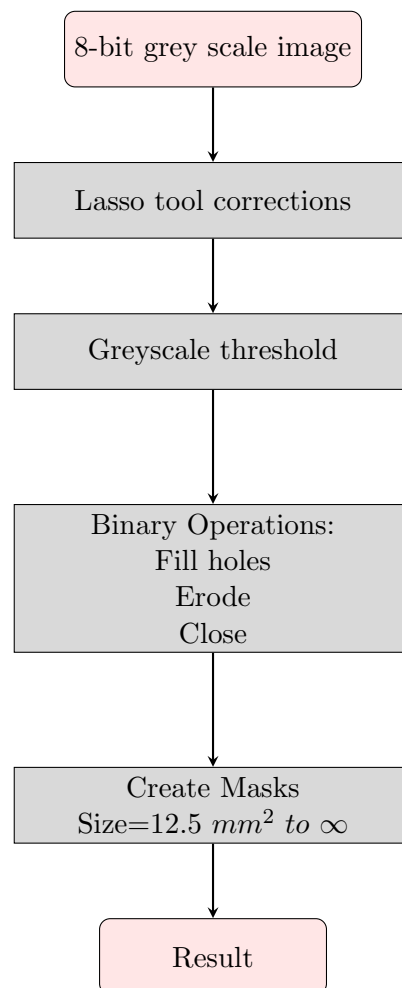 8-bit grey scale image
Lasso tool corrections
Greyscale threshold
Binary Operations:
Fill holes
Erode
Close
Create Masks
Size=12.5 mm² to ∞
Result